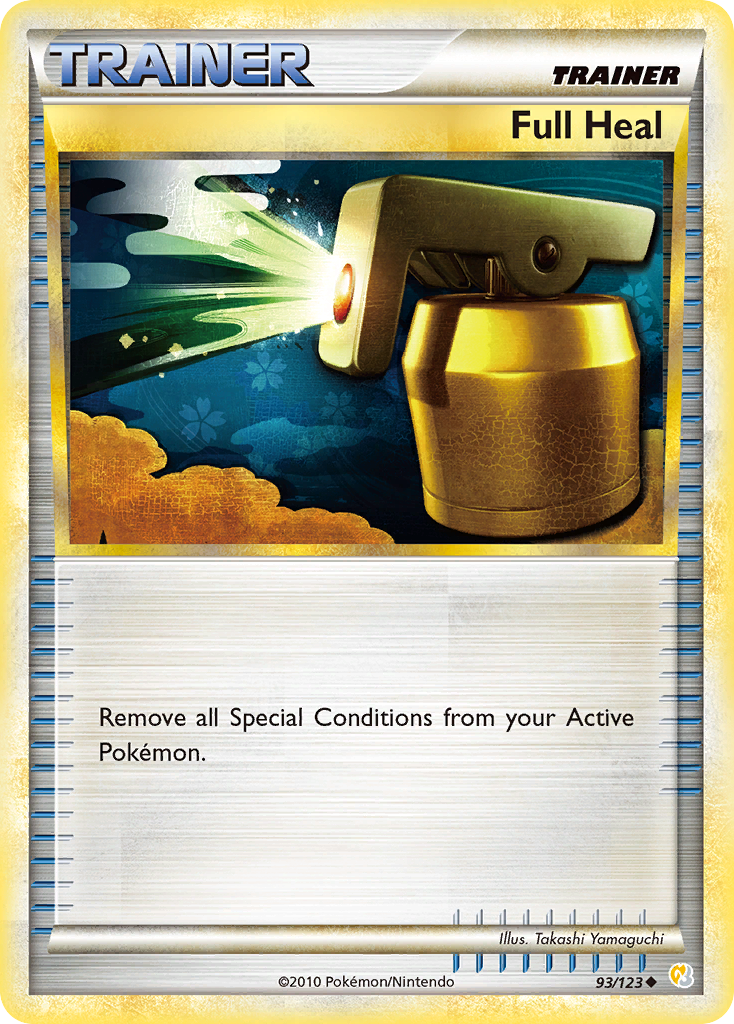 TRAINER
TRAINER
Full Heal
Remove all Special Conditions from your Active
Pokémon.
Illus. Takashi Yamaguchi
©2010 Pokémon/Nintendo
93/123